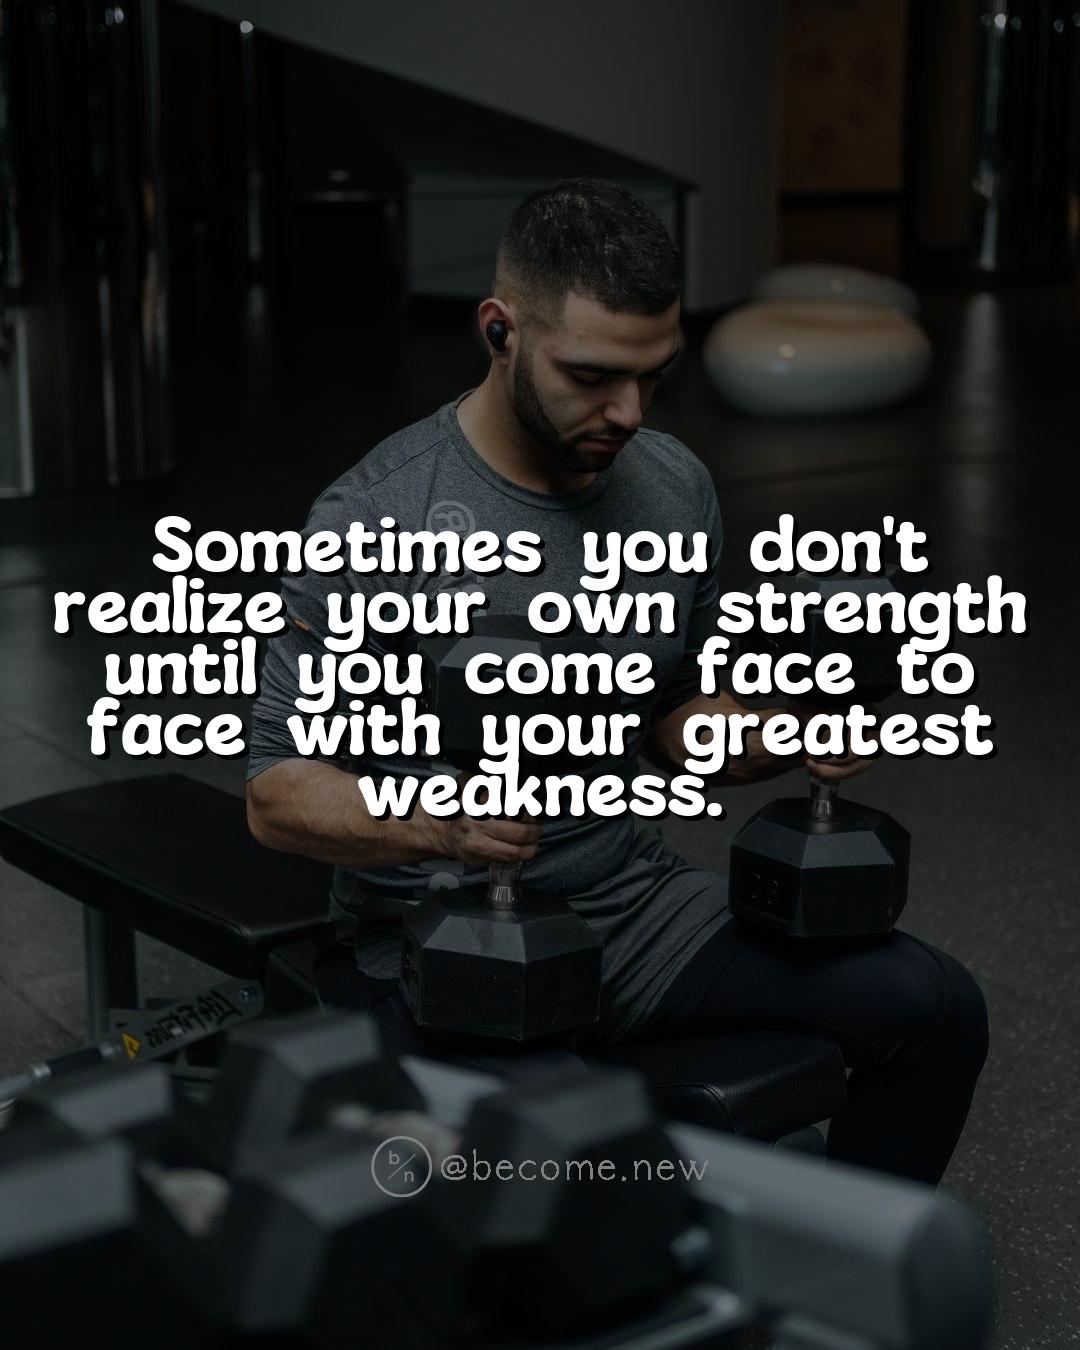 Sometimes you don't
realize your own strength
until you come face to
face with your greatest
weakness.
LifeFitness
b/n @become.new